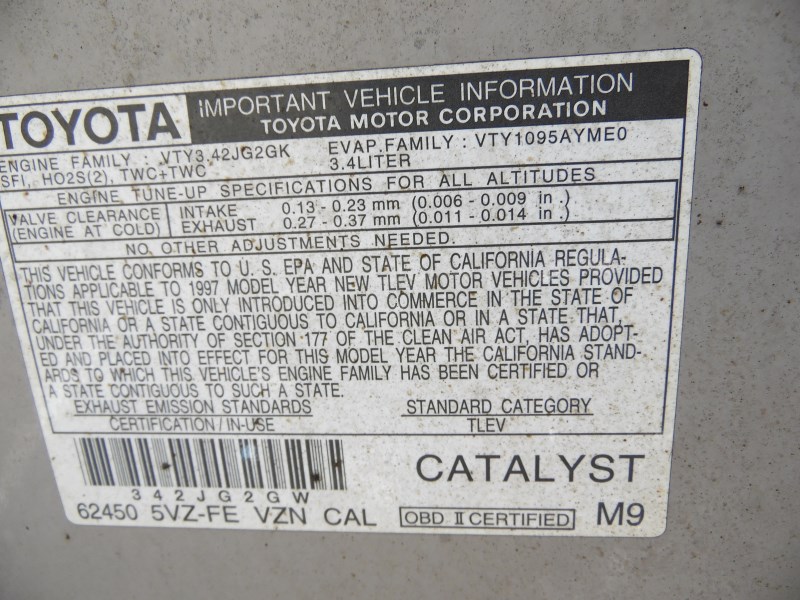 TOYOTA IMPORTANT VEHICLE INFORMATION
TOYOTA MOTOR CORPORATION
ENGINE FAMILY : VTY3.42JG2GK EVAP.FAMILY : VTY1095AYME0
SFI, HO2S(2), TWC+TWC 3.4LITER
ENGINE TUNE-UP SPECIFICATIONS FOR ALL ALTITUDES
VALVE CLEARANCE INTAKE 0.13 - 0.23 mm (0.006 - 0.009 in.)
(ENGINE AT COLD) EXHAUST 0.27 - 0.37 mm (0.011 - 0.014 in.)
NO OTHER ADJUSTMENTS NEEDED.
THIS VEHICLE CONFORMS TO U. S. EPA AND STATE OF CALIFORNIA REGULA-
TIONS APPLICABLE TO 1997 MODEL YEAR NEW TLEV MOTOR VEHICLES PROVIDED
THAT THIS VEHICLE IS ONLY INTRODUCED INTO COMMERCE IN THE STATE OF
CALIFORNIA OR A STATE CONTIGUOUS TO CALIFORNIA OR IN A STATE THAT,
UNDER THE AUTHORITY OF SECTION 177 OF THE CLEAN AIR ACT, HAS ADOPT-
ED AND PLACED INTO EFFECT FOR THIS MODEL YEAR THE CALIFORNIA STAND-
ARDS TO WHICH THIS VEHICLE'S ENGINE FAMILY HAS BEEN CERTIFIED OR
A STATE CONTIGUOUS TO SUCH A STATE.
EXHAUST EMISSION STANDARDS STANDARD CATEGORY
CERTIFICATION / IN-USE TLEV
342JG2GW CATALYST
62450 5VZ-FE VZN CAL OBD II CERTIFIED M9